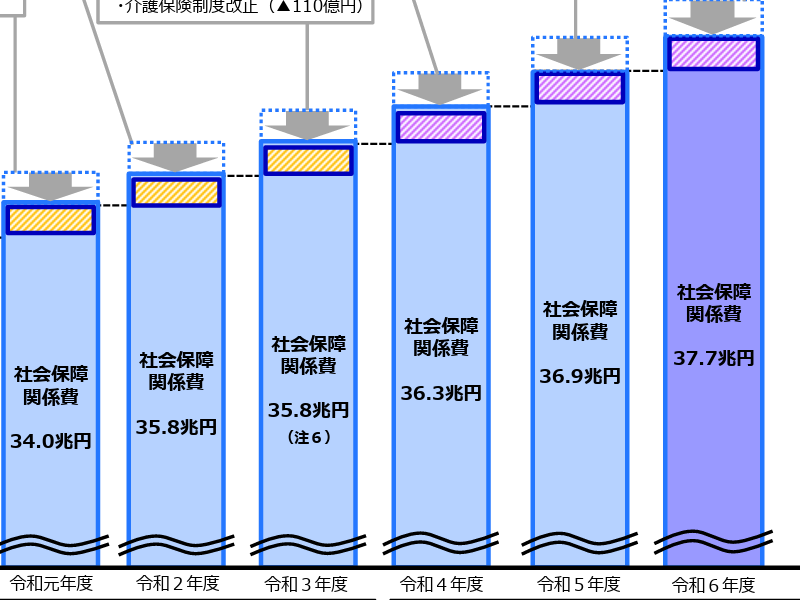 ・介護保険制度改正（▲110億円）
社会保障
関係費
34.0兆円
社会保障
関係費
35.8兆円
社会保障
関係費
35.8兆円
（注６）
社会保障
関係費
36.3兆円
社会保障
関係費
36.9兆円
社会保障
関係費
37.7兆円
令和元年度
令和２年度
令和３年度
令和４年度
令和５年度
令和６年度